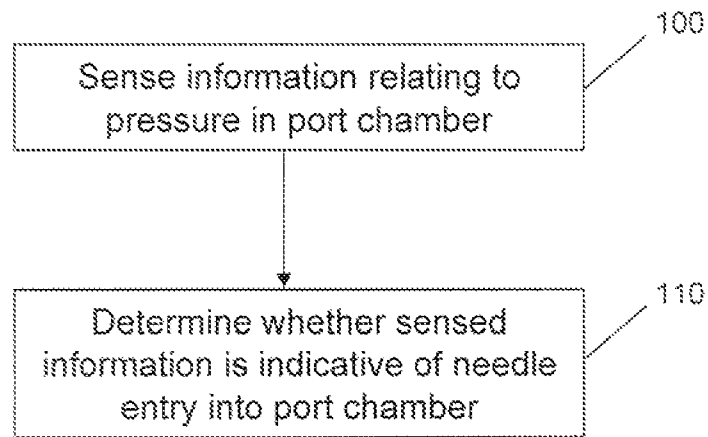 100
Sense information relating to
pressure in port chamber
110
Determine whether sensed
information is indicative of needle
entry into port chamber